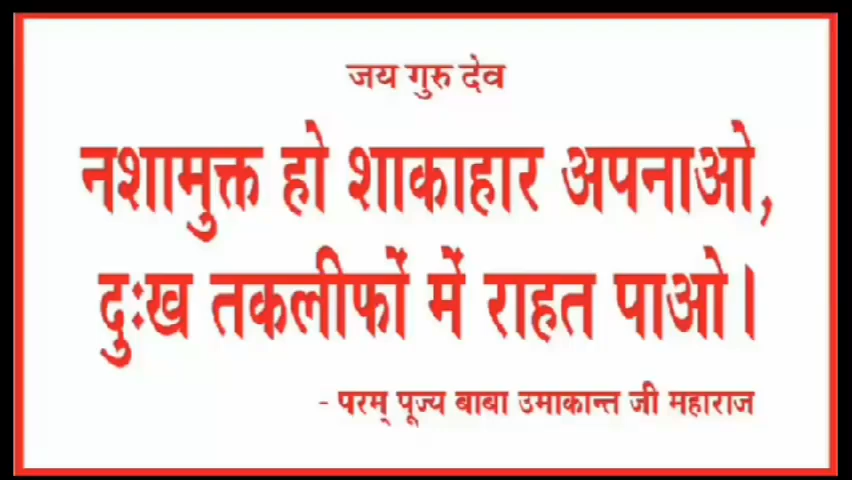 जय गुरु देव
नशामुक्त हो शाकाहार अपनाओ,
दुःख तकलीफों में राहत पाओ।
- परम् पूज्य बाबा उमाकान्त जी महाराज